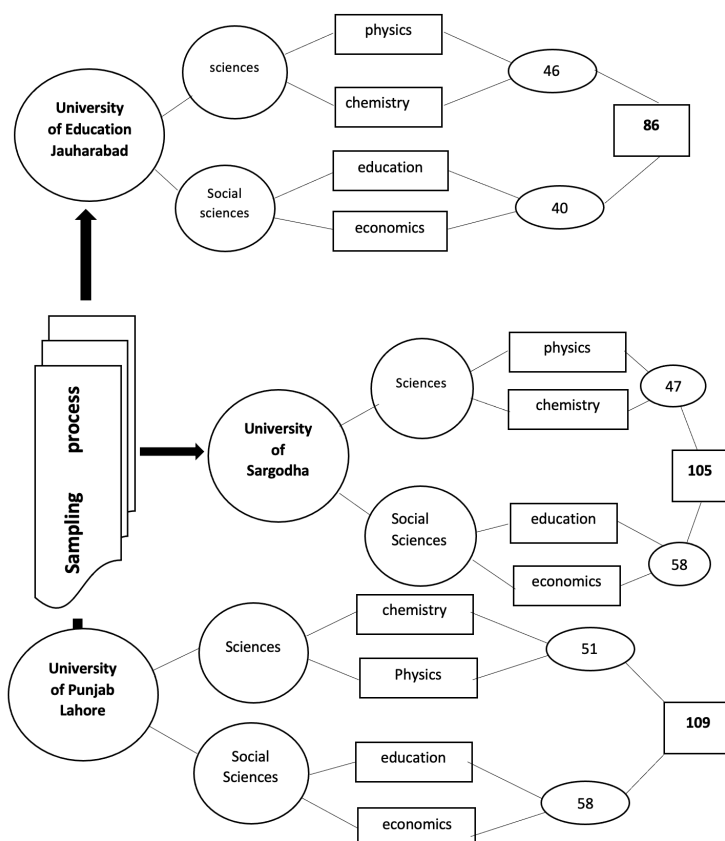 physics
sciences
46
chemistry
University
of Education
Jauharabad
86
education
Social
sciences
40
economics
physics
Sciences
47
chemistry
University
of
Sargodha
105
Sampling process
education
Social
Sciences
58
economics
chemistry
Sciences
51
Physics
University
of Punjab
Lahore
109
education
Social
Sciences
58
economics